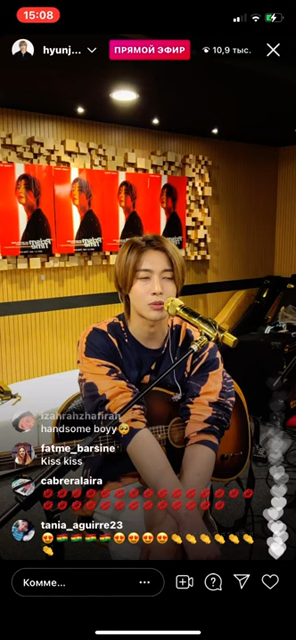 15:08
hyunj...
ПРЯМОЙ ЭФИР
10,9 тыс.
izahrahzhafirah
handsome boyy🥺
fatme_barsine
Kiss kiss
cabreralaira
tania_aguirre23
Комме...